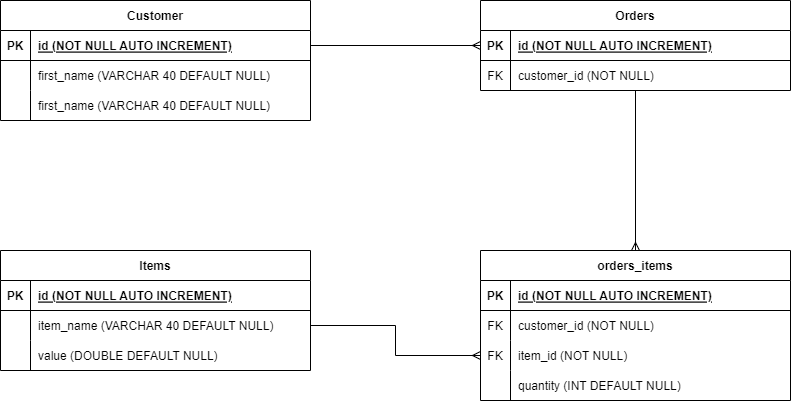 Customer
PK id (NOT NULL AUTO INCREMENT)
first_name (VARCHAR 40 DEFAULT NULL)
first_name (VARCHAR 40 DEFAULT NULL)
Orders
PK id (NOT NULL AUTO INCREMENT)
FK customer_id (NOT NULL)
Items
PK id (NOT NULL AUTO INCREMENT)
item_name (VARCHAR 40 DEFAULT NULL)
value (DOUBLE DEFAULT NULL)
orders_items
PK id (NOT NULL AUTO INCREMENT)
FK customer_id (NOT NULL)
FK item_id (NOT NULL)
quantity (INT DEFAULT NULL)